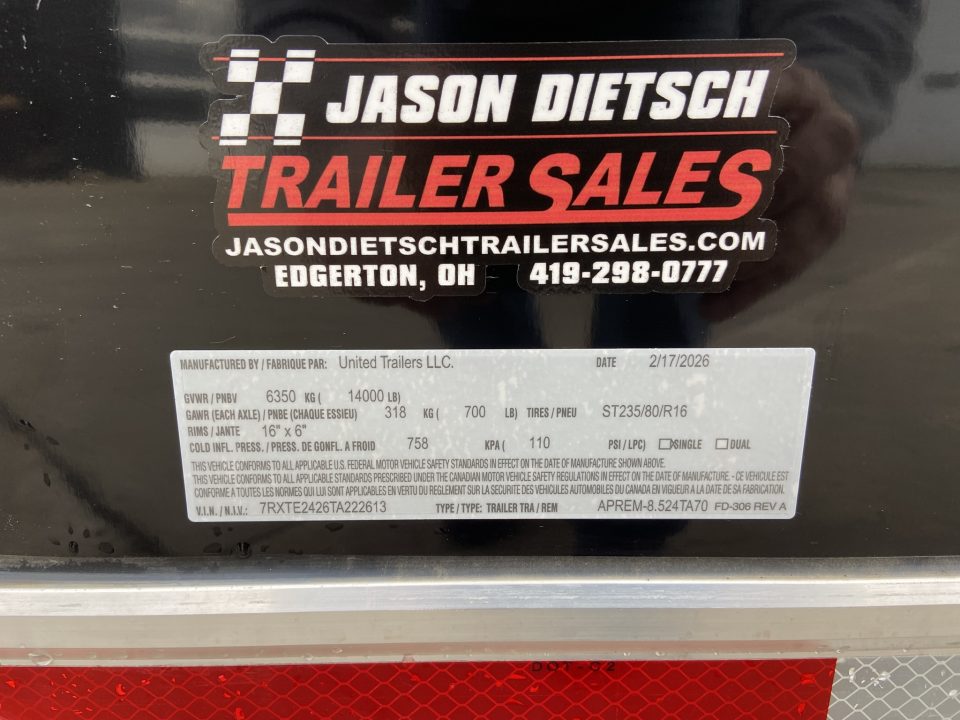 JASON DIETSCH
TRAILER SALES
JASONDIETSCHTRAILERSALES.COM
EDGERTON, OH 419-298-0777
MANUFACTURED BY / FABRIQUE PAR: United Trailers LLC. DATE 2/17/2026
GVWR / PNBV 6350 KG ( 14000 LB)
GAWR (EACH AXLE) / PNBE (CHAQUE ESSIEU) 318 KG ( 700 LB) TIRES / PNEU ST235/80/R16
RIMS / JANTE 16" x 6"
COLD INFL. PRESS. / PRESS. DE GONFL. A FROID 758 KPA ( 110 PSI / LPC) SINGLE DUAL
THIS VEHICLE CONFORMS TO ALL APPLICABLE U.S. FEDERAL MOTOR VEHICLE SAFETY STANDARDS IN EFFECT ON THE DATE OF MANUFACTURE SHOWN ABOVE.
THIS VEHICLE CONFORMS TO ALL APPLICABLE STANDARDS PRESCRIBED UNDER THE CANADIAN MOTOR VEHICLE SAFETY REGULATIONS IN EFFECT ON THE DATE OF MANUFACTURE. - CE VEHICULE EST
CONFORME A TOUTES LES NORMES QUI LUI SONT APPLICABLES EN VERTU DU REGLEMENT SUR LA SECURITE DES VEHICULES AUTOMOBILES DU CANADA EN VIGUEUR A LA DATE DE SA FABRICATION.
V.I.N. / N.I.V.: 7RXTE2426TA222613 TYPE / TYPE: TRAILER TRA / REM APREM-8.524TA70 FD-306 REV A
DOT-C2